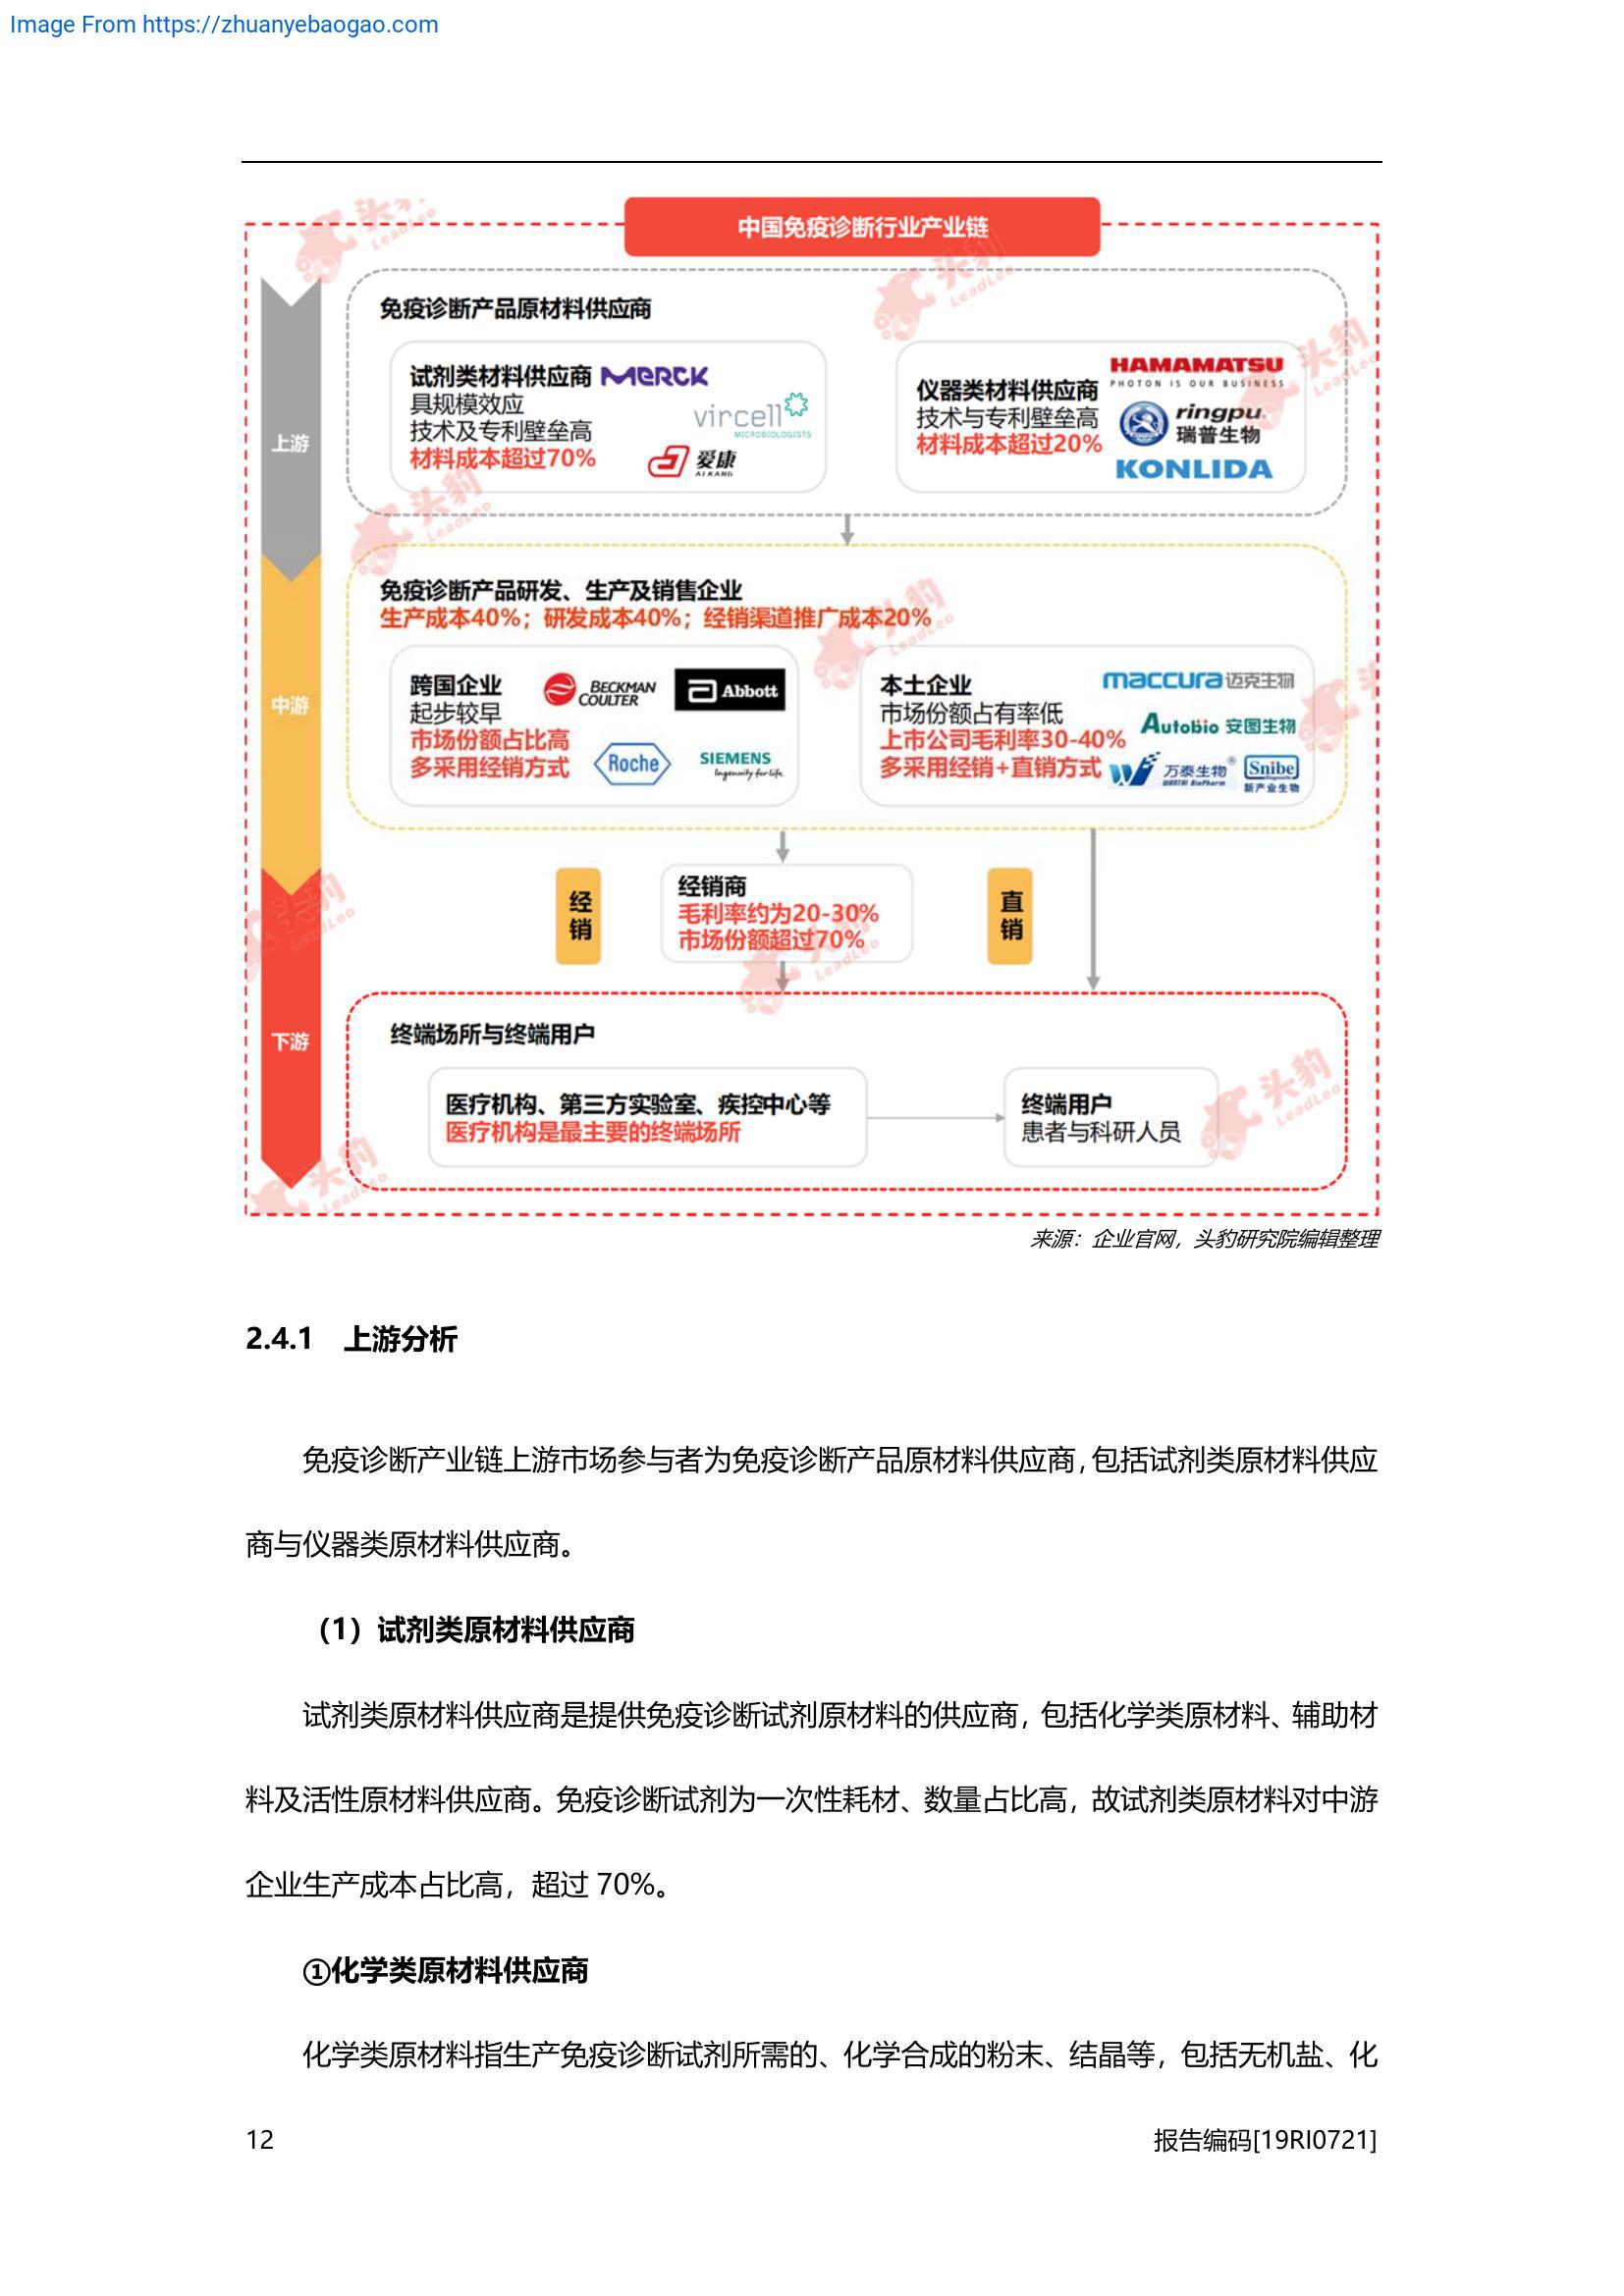 Image From https://zhuanyebaogao.com
中国免疫诊断行业产业链
上游
免疫诊断产品原材料供应商
试剂类材料供应商 MERCK
具规模效应
技术及专利壁垒高
材料成本超过70%
vircell
MICROBIOLOGISTS
爱康
AI KANG
仪器类材料供应商
技术与专利壁垒高
材料成本超过20%
HAMAMATSU
PHOTON IS OUR BUSINESS
ringpu
瑞普生物
KONLIDA
中游
免疫诊断产品研发、生产及销售企业
生产成本40%；研发成本40%；经销渠道推广成本20%
跨国企业
起步较早
市场份额占比高
多采用经销方式
BECKMAN
COULTER
Abbott
Roche
SIEMENS
Ingenuity for life
本土企业
市场份额占有率低
上市公司毛利率30-40%
多采用经销+直销方式
maccura 迈克生物
Autobio 安图生物
万泰生物®
WANTAI BioPharm
Snibe
新产业生物
经销
经销商
毛利率约为20-30%
市场份额超过70%
直销
下游
终端场所与终端用户
医疗机构、第三方实验室、疾控中心等
医疗机构是最主要的终端场所
终端用户
患者与科研人员
头豹
LeadLeo
来源：企业官网，头豹研究院编辑整理
2.4.1 上游分析
免疫诊断产业链上游市场参与者为免疫诊断产品原材料供应商，包括试剂类原材料供应
商与仪器类原材料供应商。
（1）试剂类原材料供应商
试剂类原材料供应商是提供免疫诊断试剂原材料的供应商，包括化学类原材料、辅助材
料及活性原材料供应商。免疫诊断试剂为一次性耗材、数量占比高，故试剂类原材料对中游
企业生产成本占比高，超过 70%。
①化学类原材料供应商
化学类原材料指生产免疫诊断试剂所需的、化学合成的粉末、结晶等，包括无机盐、化
12
报告编码[19RI0721]